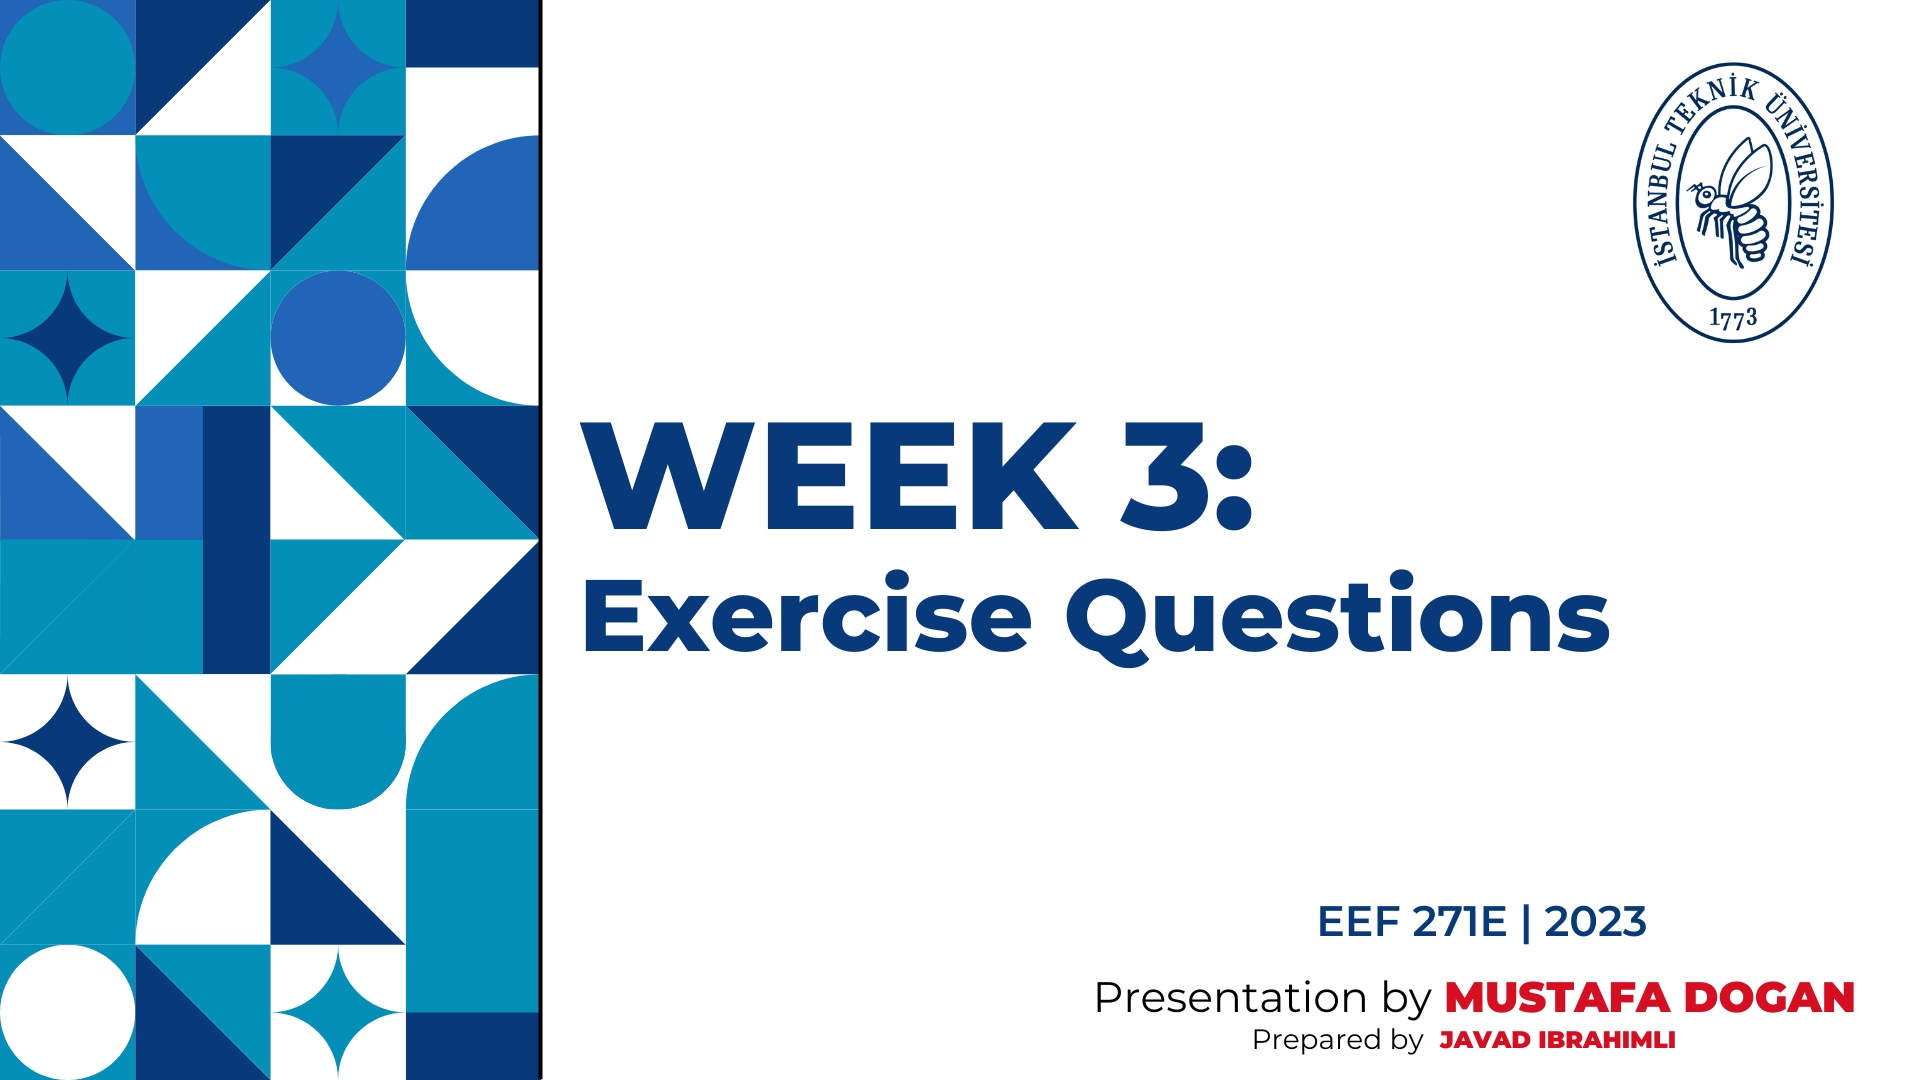 İSTANBUL TEKNİK ÜNİVERSİTESİ
1773
WEEK 3:
Exercise Questions
EEF 271E | 2023
Presentation by MUSTAFA DOGAN
Prepared by JAVAD IBRAHIMLI